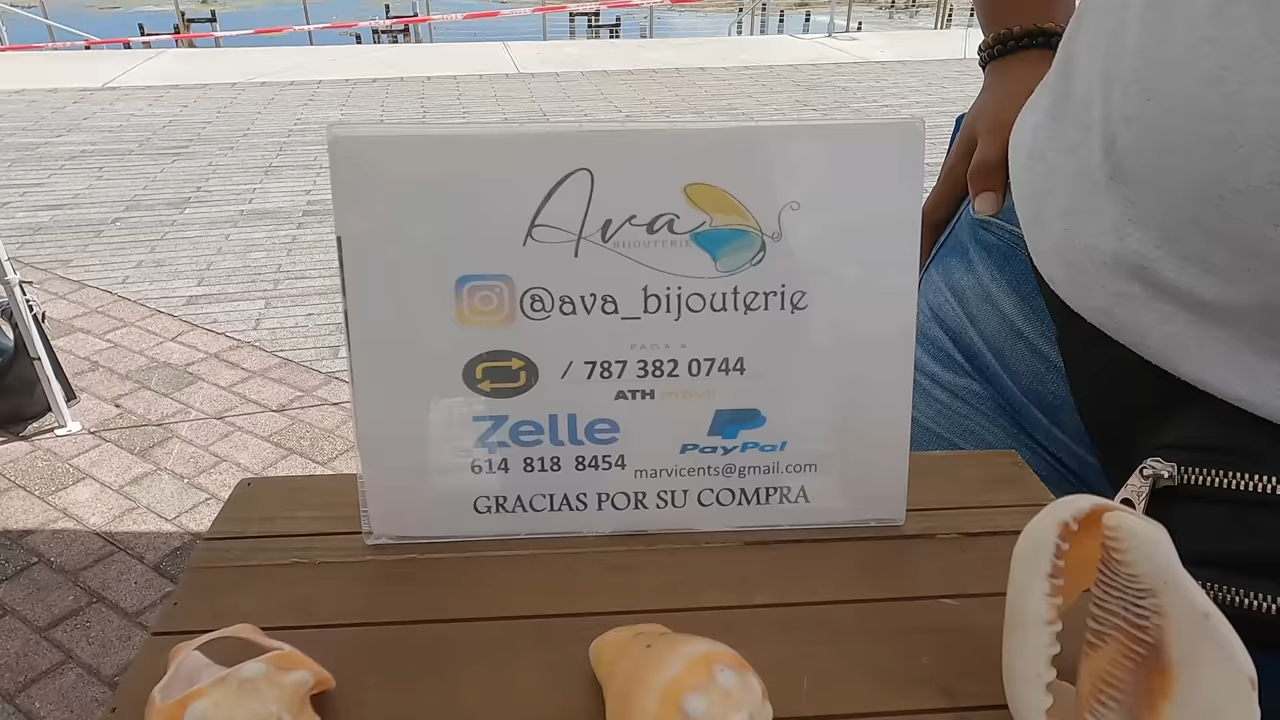 Ava
BIJOUTERIE
@ava_bijouterie
PAGA A
/ 787 382 0744
ATH móvil
Zelle
PayPal
614 818 8454
marvicents@gmail.com
GRACIAS POR SU COMPRA